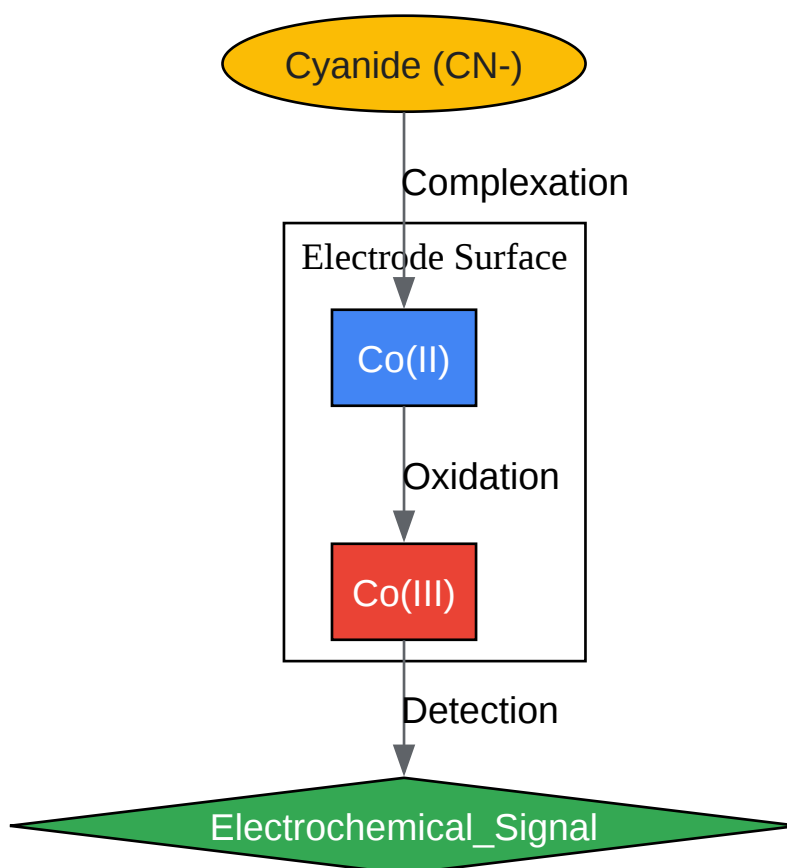 Cyanide (CN-)
Complexation
Electrode Surface
Co(II)
Oxidation
Co(III)
Detection
Electrochemical_Signal